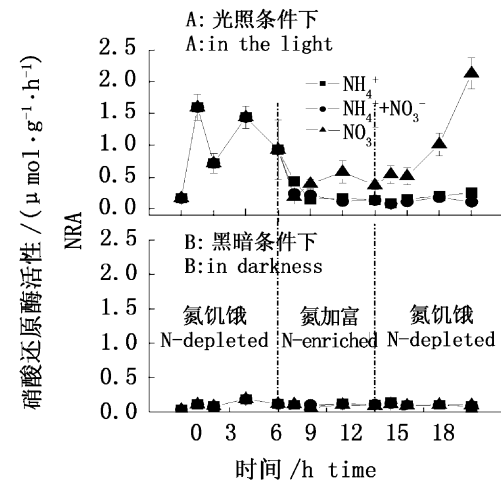 A: 光照条件下
A:in the light
2.5
2.0
1.5
1.0
0.5
0.0
NH₄⁺
NH₄⁺+NO₃⁻
NO₃⁻
硝酸还原酶活性/(μmol·g⁻¹·h⁻¹)
NRA
B: 黑暗条件下
B:in darkness
2.5
2.0
1.5
1.0
0.5
0.0
氮饥饿
N-depleted
氮加富
N-enriched
氮饥饿
N-depleted
0 3 6 9 12 15 18
时间/h time